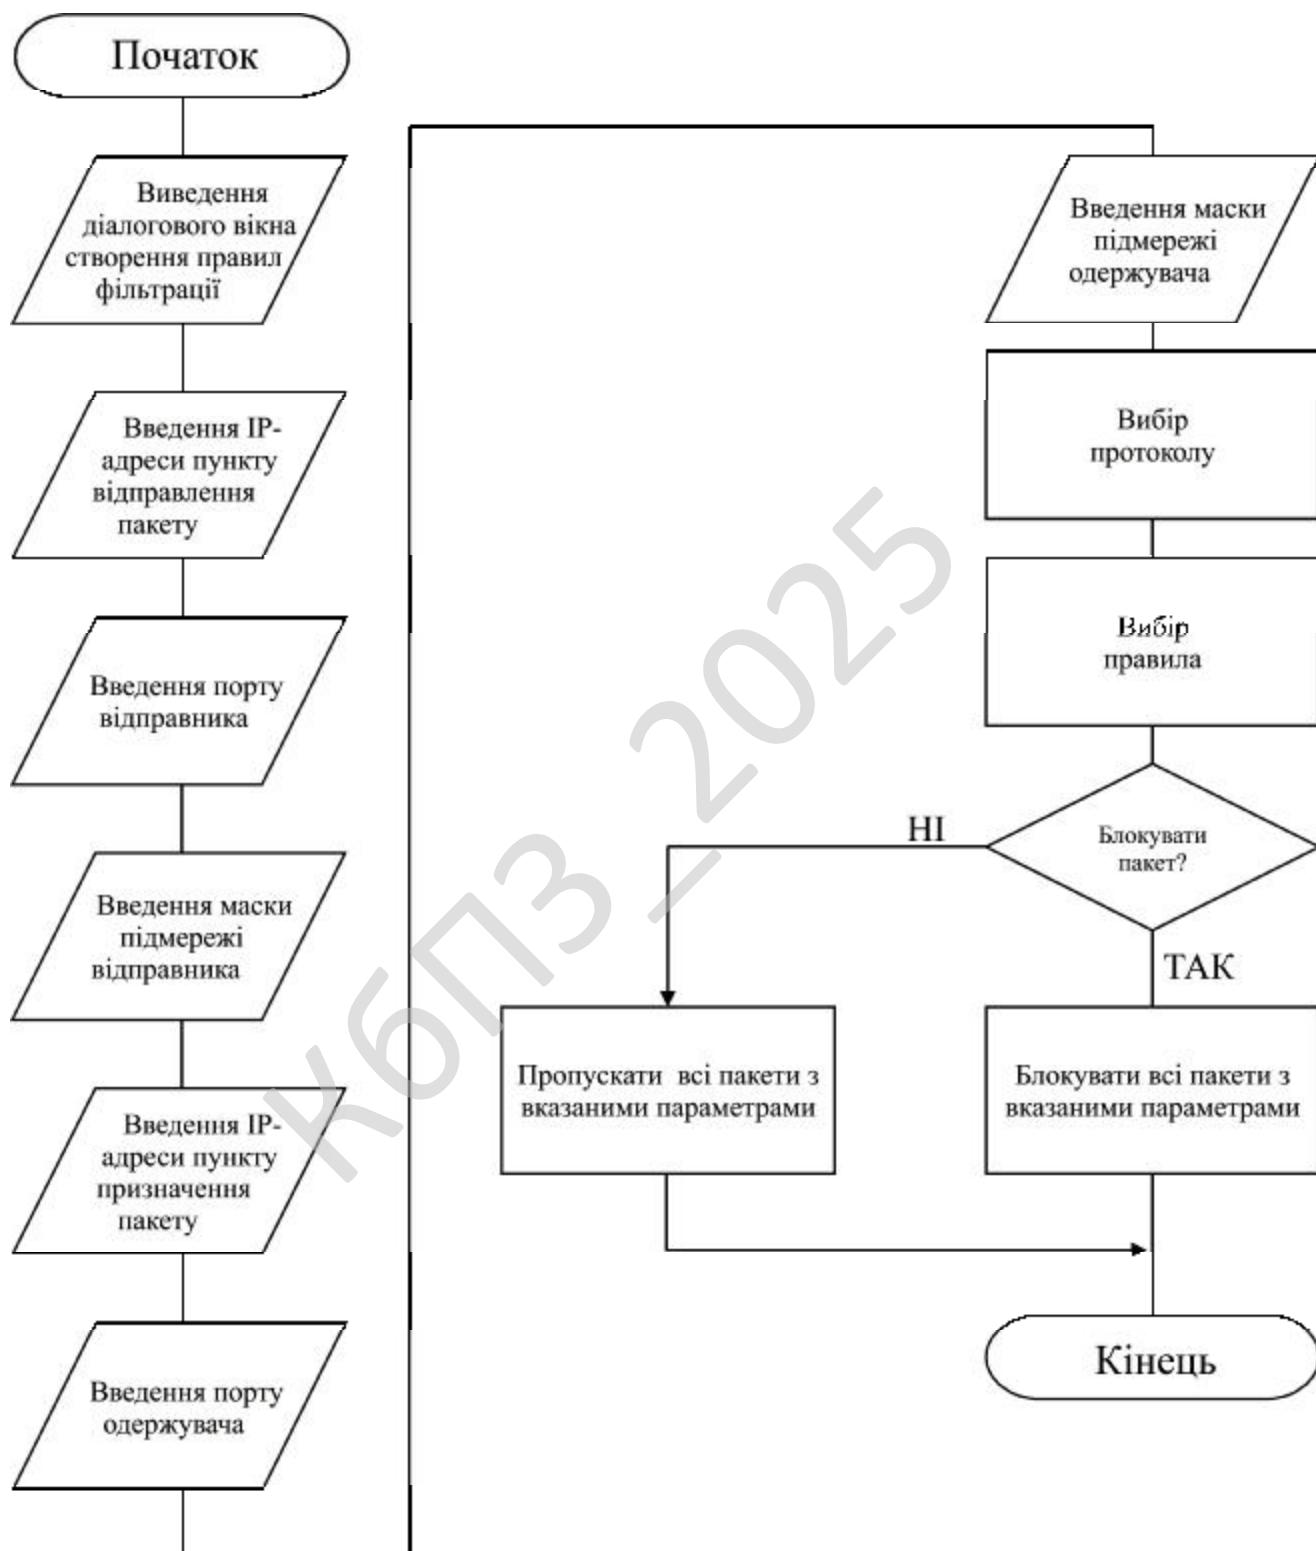 Початок
Виведення
діалогового вікна
створення правил
фільтрації
Введення IP-
адреси пункту
відправлення
пакету
Введення порту
відправника
Введення маски
підмережі
відправника
Введення IP-
адреси пункту
призначення
пакету
Введення порту
одержувача
Введення маски
підмережі
одержувача
Вибір
протоколу
Вибір
правила
Блокувати
пакет?
НІ
ТАК
Пропускати всі пакети з
вказаними параметрами
Блокувати всі пакети з
вказаними параметрами
Кінець
КбПЗ_2025